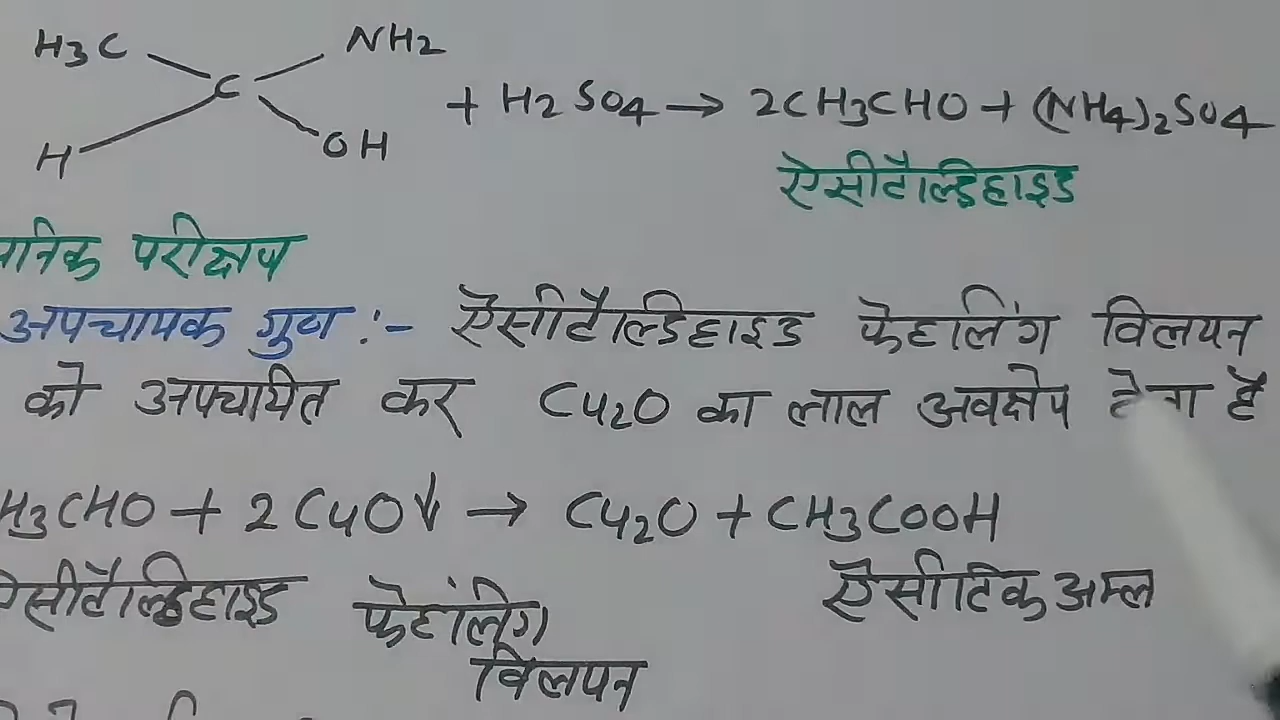 H3C NH2
C
+ H2SO4 → 2CH3CHO + (NH4)2SO4
H OH
ऐसीटैल्डिहाइड
परीक्षण
अपचायक गुण :- ऐसीटैल्डिहाइड फेहलिंग विलयन
को अपचायित कर Cu2O का लाल अवक्षेप देता है
H3CHO + 2CuO↓ → Cu2O + CH3COOH
ऐसीटैल्डिहाइड फेहलिंग ऐसीटिक अम्ल
विलयन